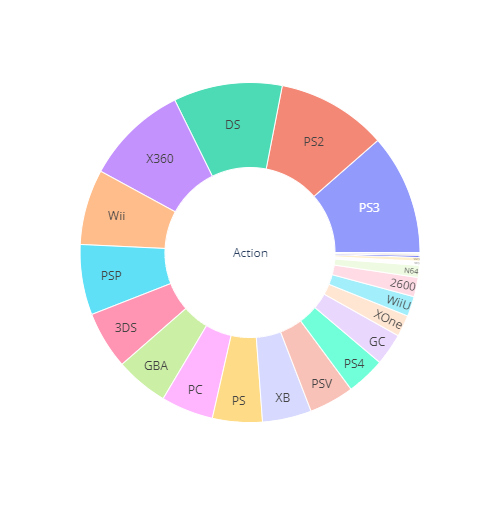 DS
PS2
X360
PS3
Wii
Action
PSP
N64
2600
WiiU
3DS
XOne
GC
GBA
PS4
PC
PSV
PS
XB